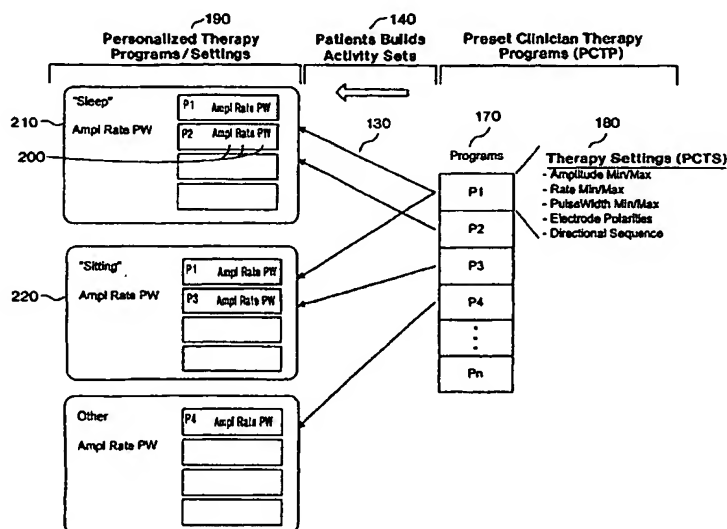 190
Personalized Therapy
Programs/Settings
140
Patients Builds
Activity Sets
Preset Clinician Therapy
Programs (PCTP)
210
"Sleep"
Ampl Rate PW
P1 Ampl Rate PW
P2 Ampl Rate PW
200
130
170
Programs
180
Therapy Settings (PCTS)
- Amplitude Min/Max
- Rate Min/Max
- PulseWidth Min/Max
- Electrode Polarities
- Directional Sequence
P1
P2
P3
P4
Pn
220
"Sitting"
Ampl Rate PW
P1 Ampl Rate PW
P3 Ampl Rate PW
Other
Ampl Rate PW
P4 Ampl Rate PW